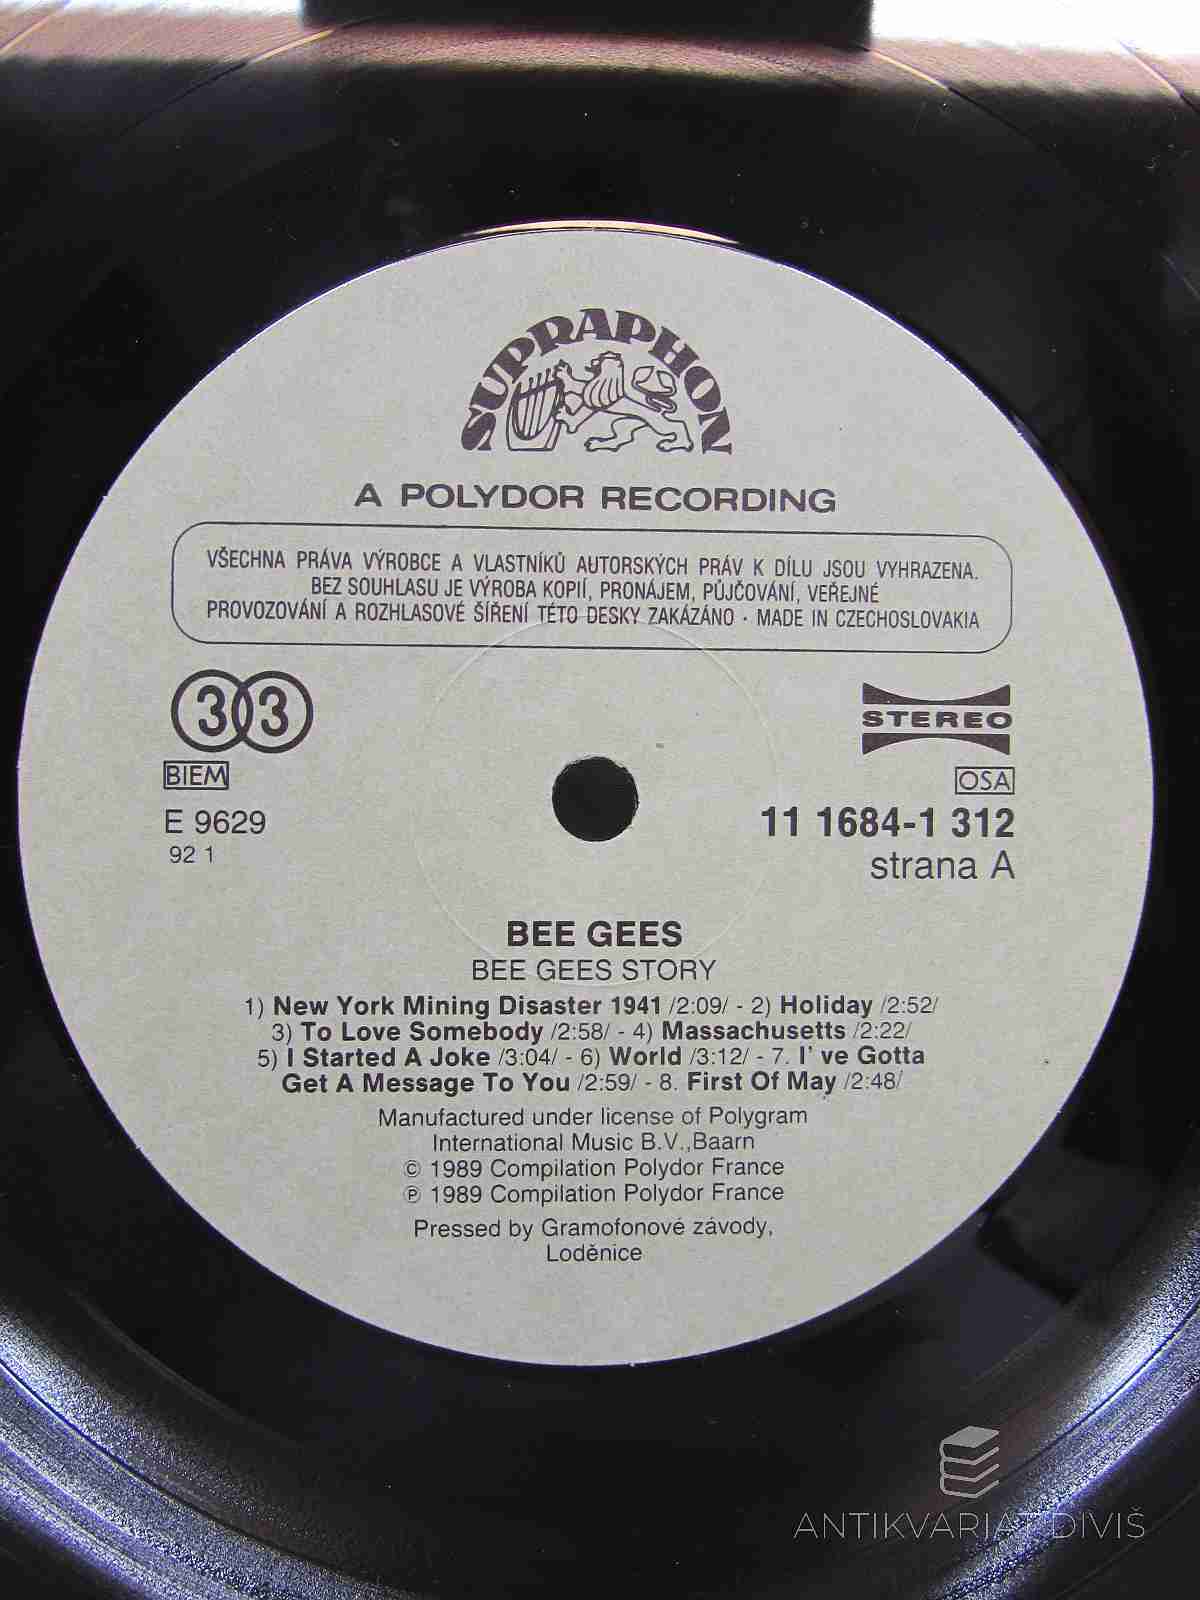 SUPRAPHON
A POLYDOR RECORDING
VŠECHNA PRÁVA VÝROBCE A VLASTNÍKŮ AUTORSKÝCH PRÁV K DÍLU JSOU VYHRAZENA.
BEZ SOUHLASU JE VÝROBA KOPIÍ, PRONÁJEM, PŮJČOVÁNÍ, VEŘEJNÉ
PROVOZOVÁNÍ A ROZHLASOVÉ ŠÍŘENÍ TÉTO DESKY ZAKÁZÁNO · MADE IN CZECHOSLOVAKIA
33
STEREO
BIEM
OSA
E 9629
11 1684-1 312
92 1
strana A
BEE GEES
BEE GEES STORY
1) New York Mining Disaster 1941 /2:09/ - 2) Holiday /2:52/
3) To Love Somebody /2:58/ - 4) Massachusetts /2:22/
5) I Started A Joke /3:04/ - 6) World /3:12/ - 7. I' ve Gotta
Get A Message To You /2:59/ - 8. First Of May /2:48/
Manufactured under license of Polygram
International Music B.V.,Baarn
© 1989 Compilation Polydor France
℗ 1989 Compilation Polydor France
Pressed by Gramofonové závody,
Loděnice
ANTIKVARIAT DIVIŠ